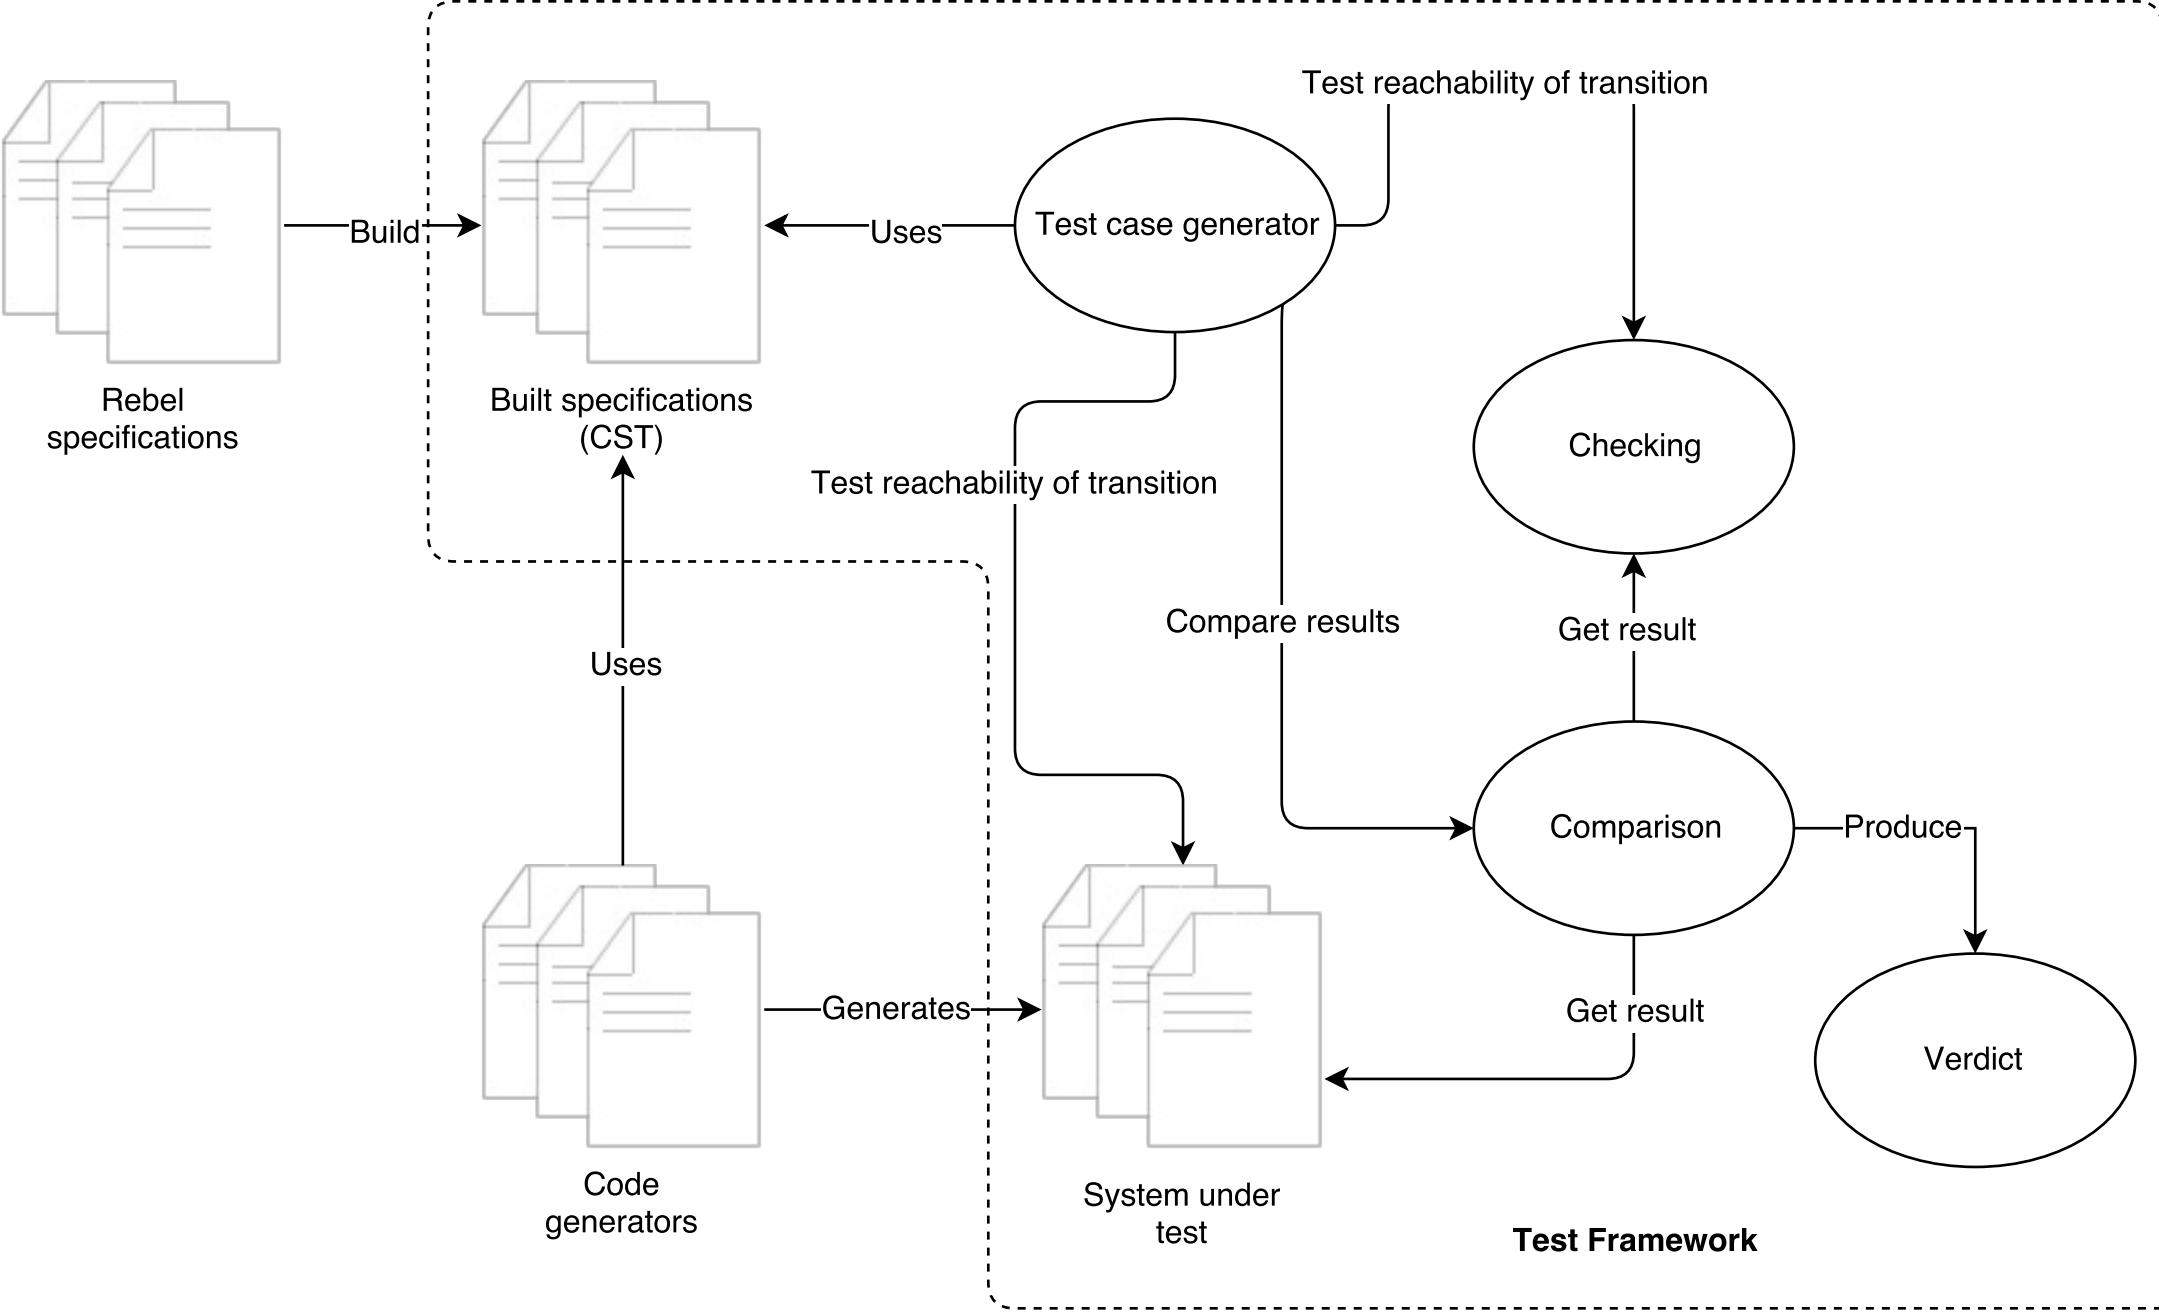 Test reachability of transition
Build
Uses
Test case generator
Rebel
specifications
Built specifications
(CST)
Checking
Test reachability of transition
Compare results
Get result
Uses
Comparison
Produce
Generates
Get result
Verdict
Code
generators
System under
test
Test Framework